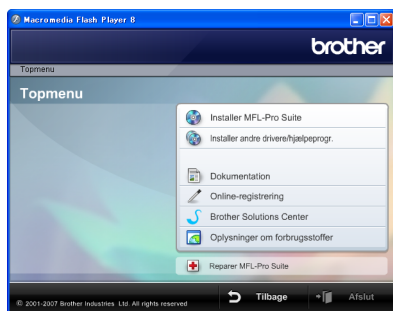 Macromedia Flash Player 8
brother
Topmenu
Topmenu
Installer MFL-Pro Suite
Installer andre drivere/hjælpeprogr.
Dokumentation
Online-registrering
Brother Solutions Center
Oplysninger om forbrugsstoffer
Reparer MFL-Pro Suite
© 2001-2007 Brother Industries Ltd. All rights reserved
Tilbage
Afslut